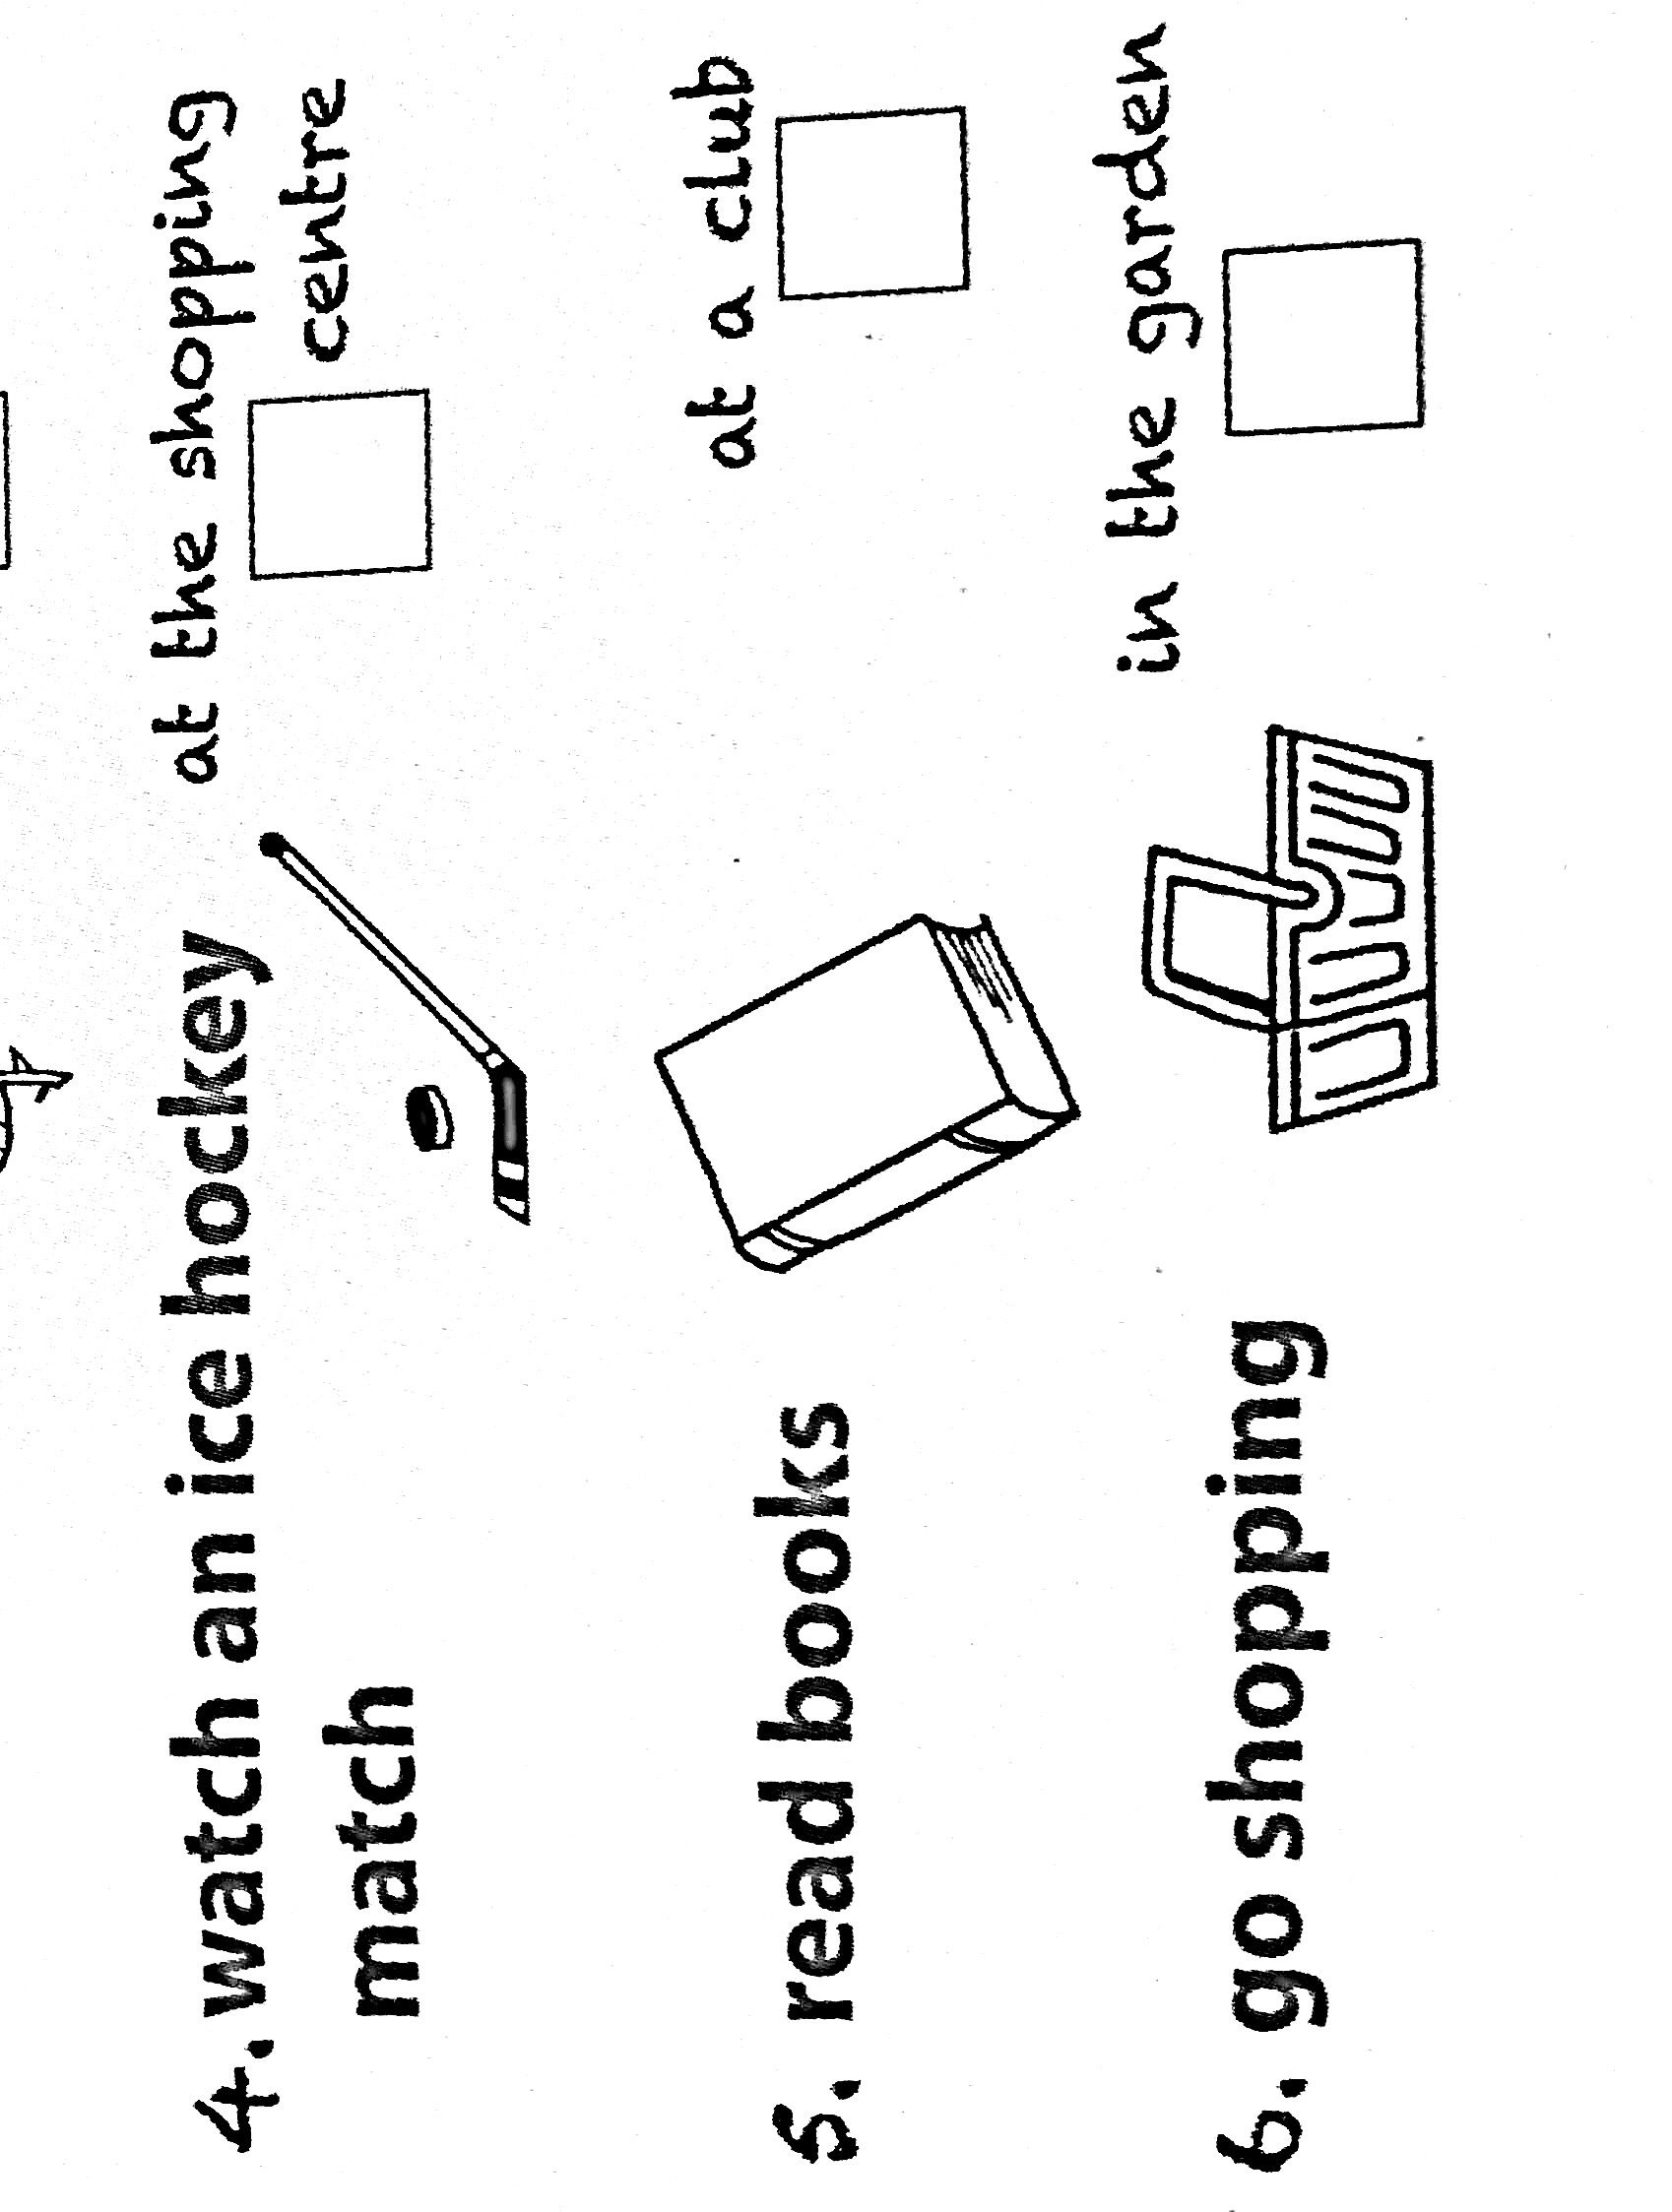 4. watch an ice hockey
match
at the shopping
centre
5. read books
at a club
6. go shopping
in the garden